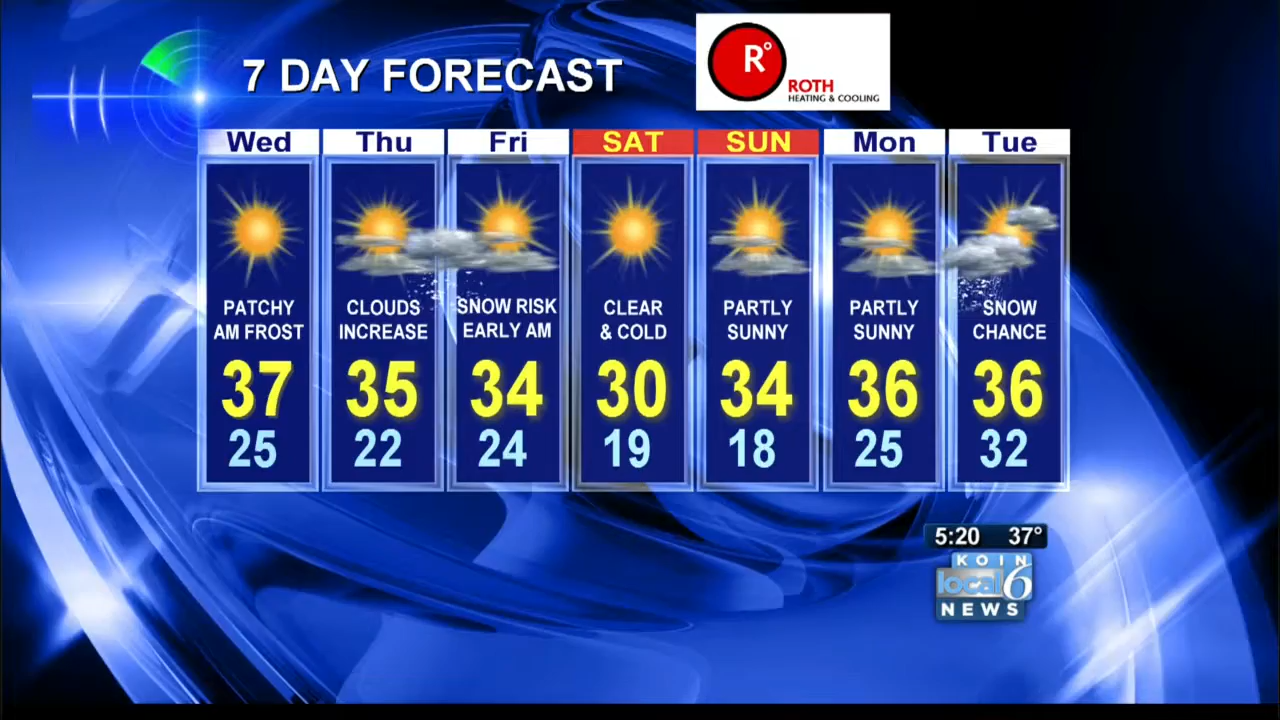 7 DAY FORECAST
R°
ROTH
HEATING & COOLING
Wed Thu Fri SAT SUN Mon Tue
PATCHY CLOUDS SNOW RISK CLEAR PARTLY PARTLY SNOW
AM FROST INCREASE EARLY AM & COLD SUNNY SUNNY CHANCE
37 35 34 30 34 36 36
25 22 24 19 18 25 32
5:20 37°
KOIN
local 6
NEWS